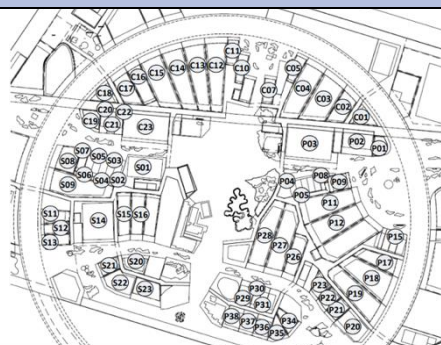 C11
C05
C16 C15 C14 C13 C12 C10
C18 C17 C07 C04 C03 C02 C01
C20 C22
C19 C21 C23
P03 P02 P01
S07 S05 S03
S08 S01
S06 S04 S02
S09
P04 P08 P09
P05
P11
S11 S15 S16
S12 S14 P12
S13
P28 P15
P27
P26 P17
S21 S20 P18
S22 S23 P23 P19
P30 P22
P29 P31 P21
P38 P37 P36 P34 P20
P35